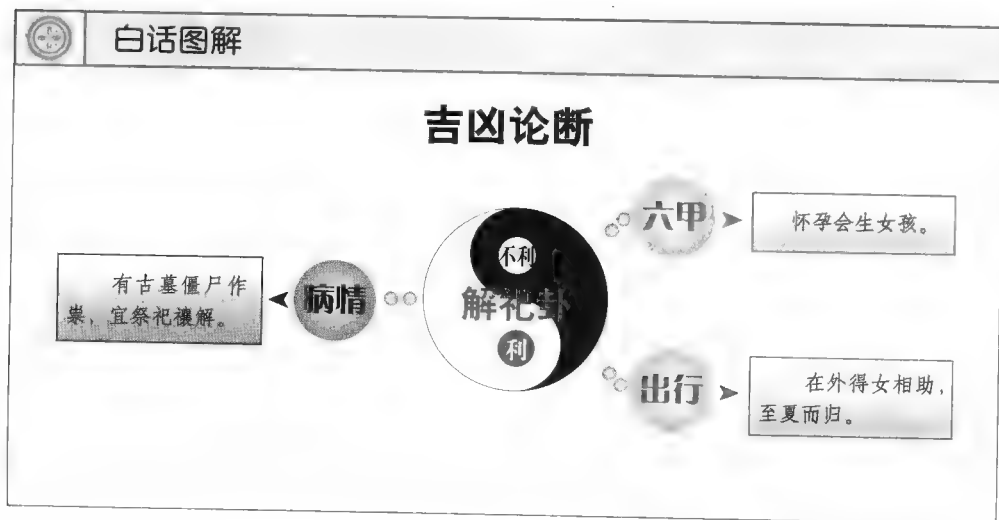 白话图解
吉凶论断
六甲
怀孕会生女孩。
不利
有古墓僵尸作
祟，宜祭祀禳解。
病情
解祀卦
利
出行
在外得女相助，
至夏而归。